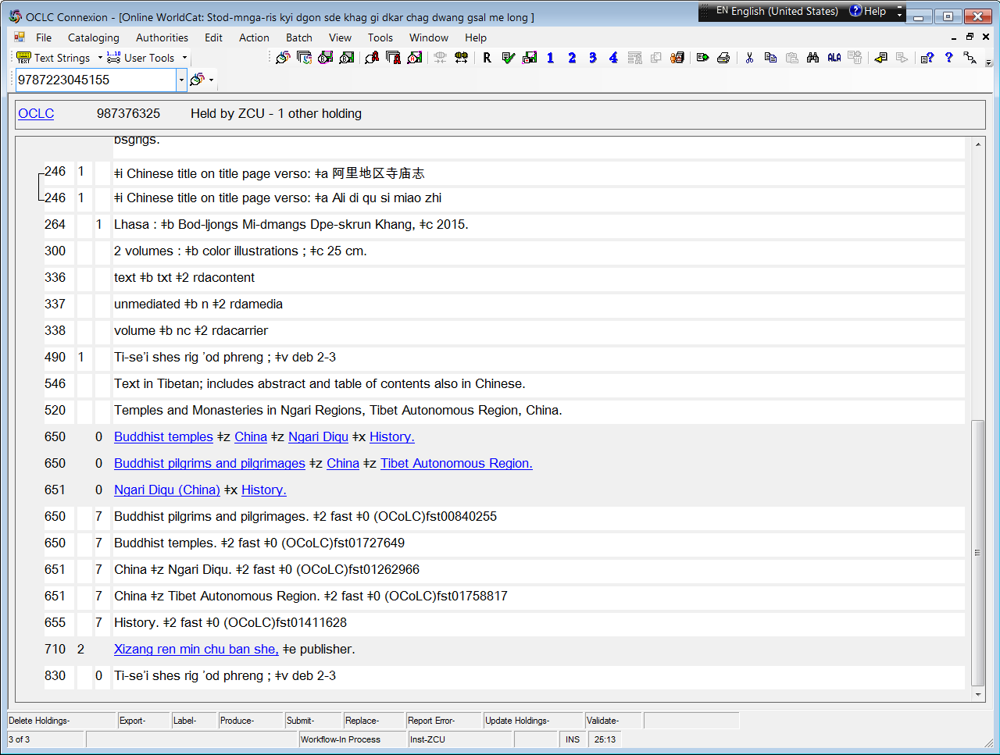 OCLC Connexion - [Online WorldCat: Stod-mnga-ris kyi dgon sde khag gi dkar chag dwang gsal me long ]
EN English (United States) Help
File Cataloging Authorities Edit Action Batch View Tools Window Help
Text Strings User Tools R 1 2 3 4 ALA
9787223045155
OCLC 987376325 Held by ZCU - 1 other holding
bsgrigs.
246 1 ǂi Chinese title on title page verso: ǂa 阿里地区寺庙志
246 1 ǂi Chinese title on title page verso: ǂa Ali di qu si miao zhi
264 1 Lhasa : ǂb Bod-ljongs Mi-dmangs Dpe-skrun Khang, ǂc 2015.
300 2 volumes : ǂb color illustrations ; ǂc 25 cm.
336 text ǂb txt ǂ2 rdacontent
337 unmediated ǂb n ǂ2 rdamedia
338 volume ǂb nc ǂ2 rdacarrier
490 1 Ti-se’i shes rig ’od phreng ; ǂv deb 2-3
546 Text in Tibetan; includes abstract and table of contents also in Chinese.
520 Temples and Monasteries in Ngari Regions, Tibet Autonomous Region, China.
650 0 Buddhist temples ǂz China ǂz Ngari Diqu ǂx History.
650 0 Buddhist pilgrims and pilgrimages ǂz China ǂz Tibet Autonomous Region.
651 0 Ngari Diqu (China) ǂx History.
650 7 Buddhist pilgrims and pilgrimages. ǂ2 fast ǂ0 (OCoLC)fst00840255
650 7 Buddhist temples. ǂ2 fast ǂ0 (OCoLC)fst01727649
651 7 China ǂz Ngari Diqu. ǂ2 fast ǂ0 (OCoLC)fst01262966
651 7 China ǂz Tibet Autonomous Region. ǂ2 fast ǂ0 (OCoLC)fst01758817
655 7 History. ǂ2 fast ǂ0 (OCoLC)fst01411628
710 2 Xizang ren min chu ban she, ǂe publisher.
830 0 Ti-se’i shes rig ’od phreng ; ǂv deb 2-3
Delete Holdings- Export- Label- Produce- Submit- Replace- Report Error- Update Holdings- Validate-
3 of 3 Workflow-In Process Inst-ZCU INS 25:13